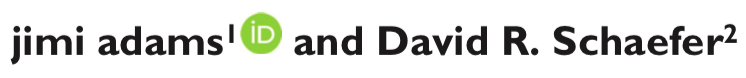 jimi adams¹ iD and David R. Schaefer²